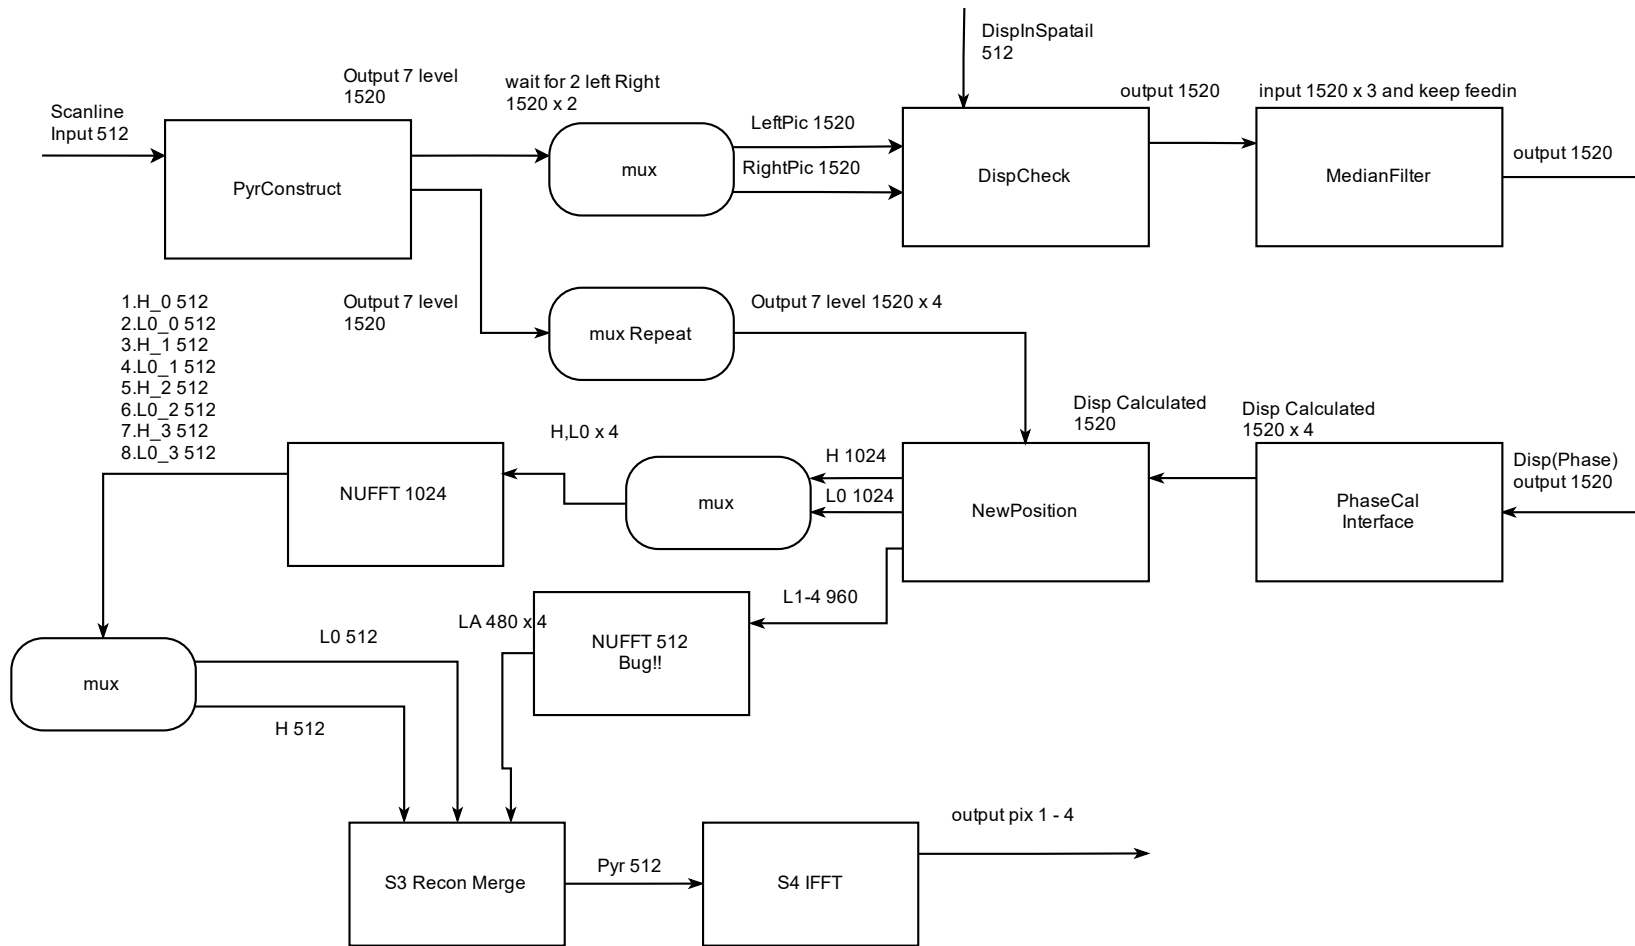 DispInSpatail
512
Output 7 level
1520
wait for 2 left Right
1520 x 2
output 1520
input 1520 x 3 and keep feedin
Scanline
Input 512
LeftPic 1520
output 1520
PyrConstruct
mux
RightPic 1520
DispCheck
MedianFilter
1.H_0 512
2.L0_0 512
3.H_1 512
4.L0_1 512
5.H_2 512
6.L0_2 512
7.H_3 512
8.L0_3 512
Output 7 level
1520
mux Repeat
Output 7 level 1520 x 4
Disp Calculated
1520
Disp Calculated
1520 x 4
H,L0 x 4
H 1024
L0 1024
Disp(Phase)
output 1520
NUFFT 1024
mux
NewPosition
PhaseCal
Interface
L1-4 960
LA 480 x 4
NUFFT 512
Bug!!
L0 512
mux
H 512
output pix 1 - 4
S3 Recon Merge
Pyr 512
S4 IFFT